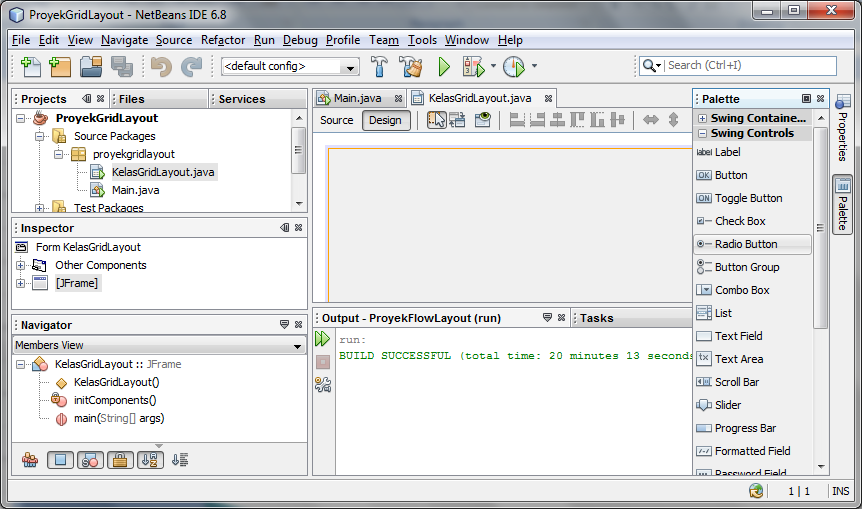 ProyekGridLayout - NetBeans IDE 6.8
File Edit View Navigate Source Refactor Run Debug Profile Team Tools Window Help
<default config>
Search (Ctrl+I)
Projects
Files
Services
ProyekGridLayout
Source Packages
proyekgridlayout
KelasGridLayout.java
Main.java
Test Packages
Inspector
Form KelasGridLayout
Other Components
[JFrame]
Navigator
Members View
KelasGridLayout :: JFrame
KelasGridLayout()
initComponents()
main(String[] args)
Main.java
KelasGridLayout.java
Source
Design
Output - ProyekFlowLayout (run)
Tasks
run:
BUILD SUCCESSFUL (total time: 20 minutes 13 seconds
Palette
Swing Containe...
Swing Controls
label Label
OK Button
ON Toggle Button
Check Box
Radio Button
Button Group
Combo Box
List
Text Field
tx Text Area
Scroll Bar
Slider
Progress Bar
Formatted Field
Password Field
Properties
Palette
1 | 1
INS